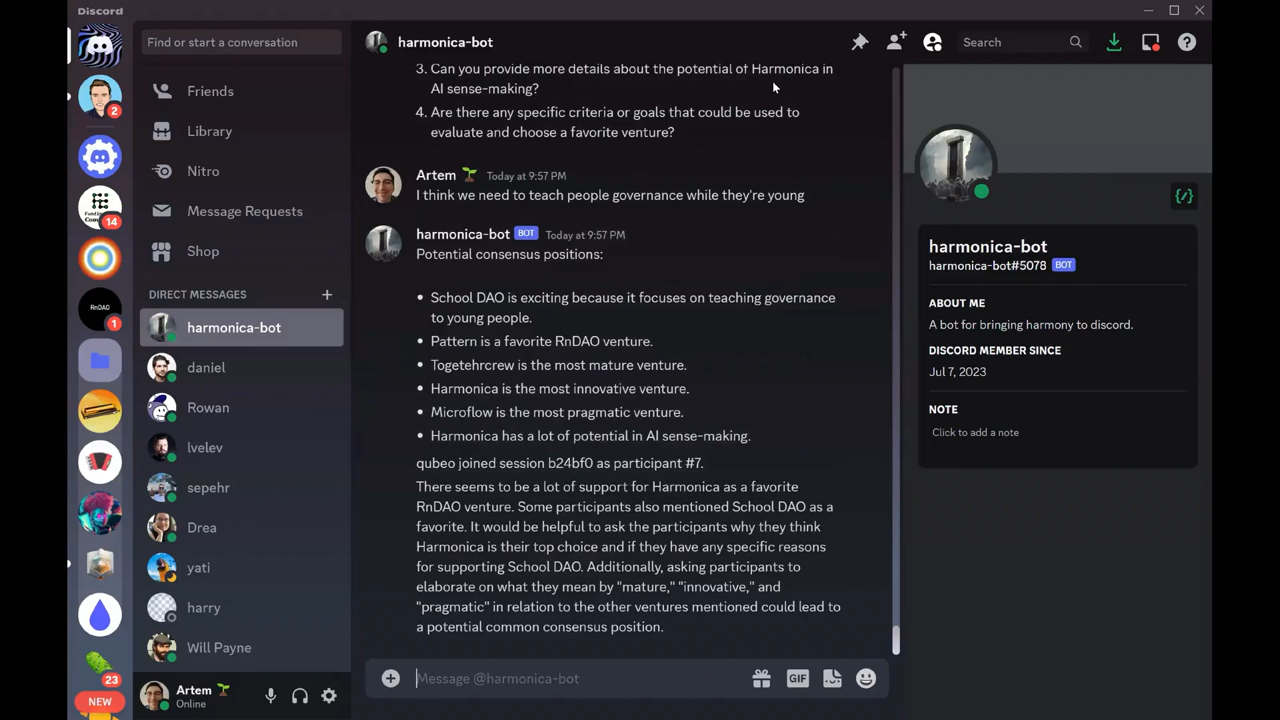 Discord
Find or start a conversation
harmonica-bot
Search
Friends
Library
Nitro
Message Requests
Shop
DIRECT MESSAGES
harmonica-bot
daniel
Rowan
lvelev
sepehr
Drea
yati
harry
Will Payne
Artem
Online
2
14
RnDAO
1
23
NEW
3. Can you provide more details about the potential of Harmonica in
AI sense-making?
4. Are there any specific criteria or goals that could be used to
evaluate and choose a favorite venture?
Artem Today at 9:57 PM
I think we need to teach people governance while they're young
harmonica-bot BOT Today at 9:57 PM
Potential consensus positions:
• School DAO is exciting because it focuses on teaching governance
to young people.
• Pattern is a favorite RnDAO venture.
• Togetehrcrew is the most mature venture.
• Harmonica is the most innovative venture.
• Microflow is the most pragmatic venture.
• Harmonica has a lot of potential in AI sense-making.
qubeo joined session b24bf0 as participant #7.
There seems to be a lot of support for Harmonica as a favorite
RnDAO venture. Some participants also mentioned School DAO as a
favorite. It would be helpful to ask the participants why they think
Harmonica is their top choice and if they have any specific reasons
for supporting School DAO. Additionally, asking participants to
elaborate on what they mean by "mature," "innovative," and
"pragmatic" in relation to the other ventures mentioned could lead to
a potential common consensus position.
Message @harmonica-bot
GIF
harmonica-bot
harmonica-bot#5078 BOT
ABOUT ME
A bot for bringing harmony to discord.
DISCORD MEMBER SINCE
Jul 7, 2023
NOTE
Click to add a note